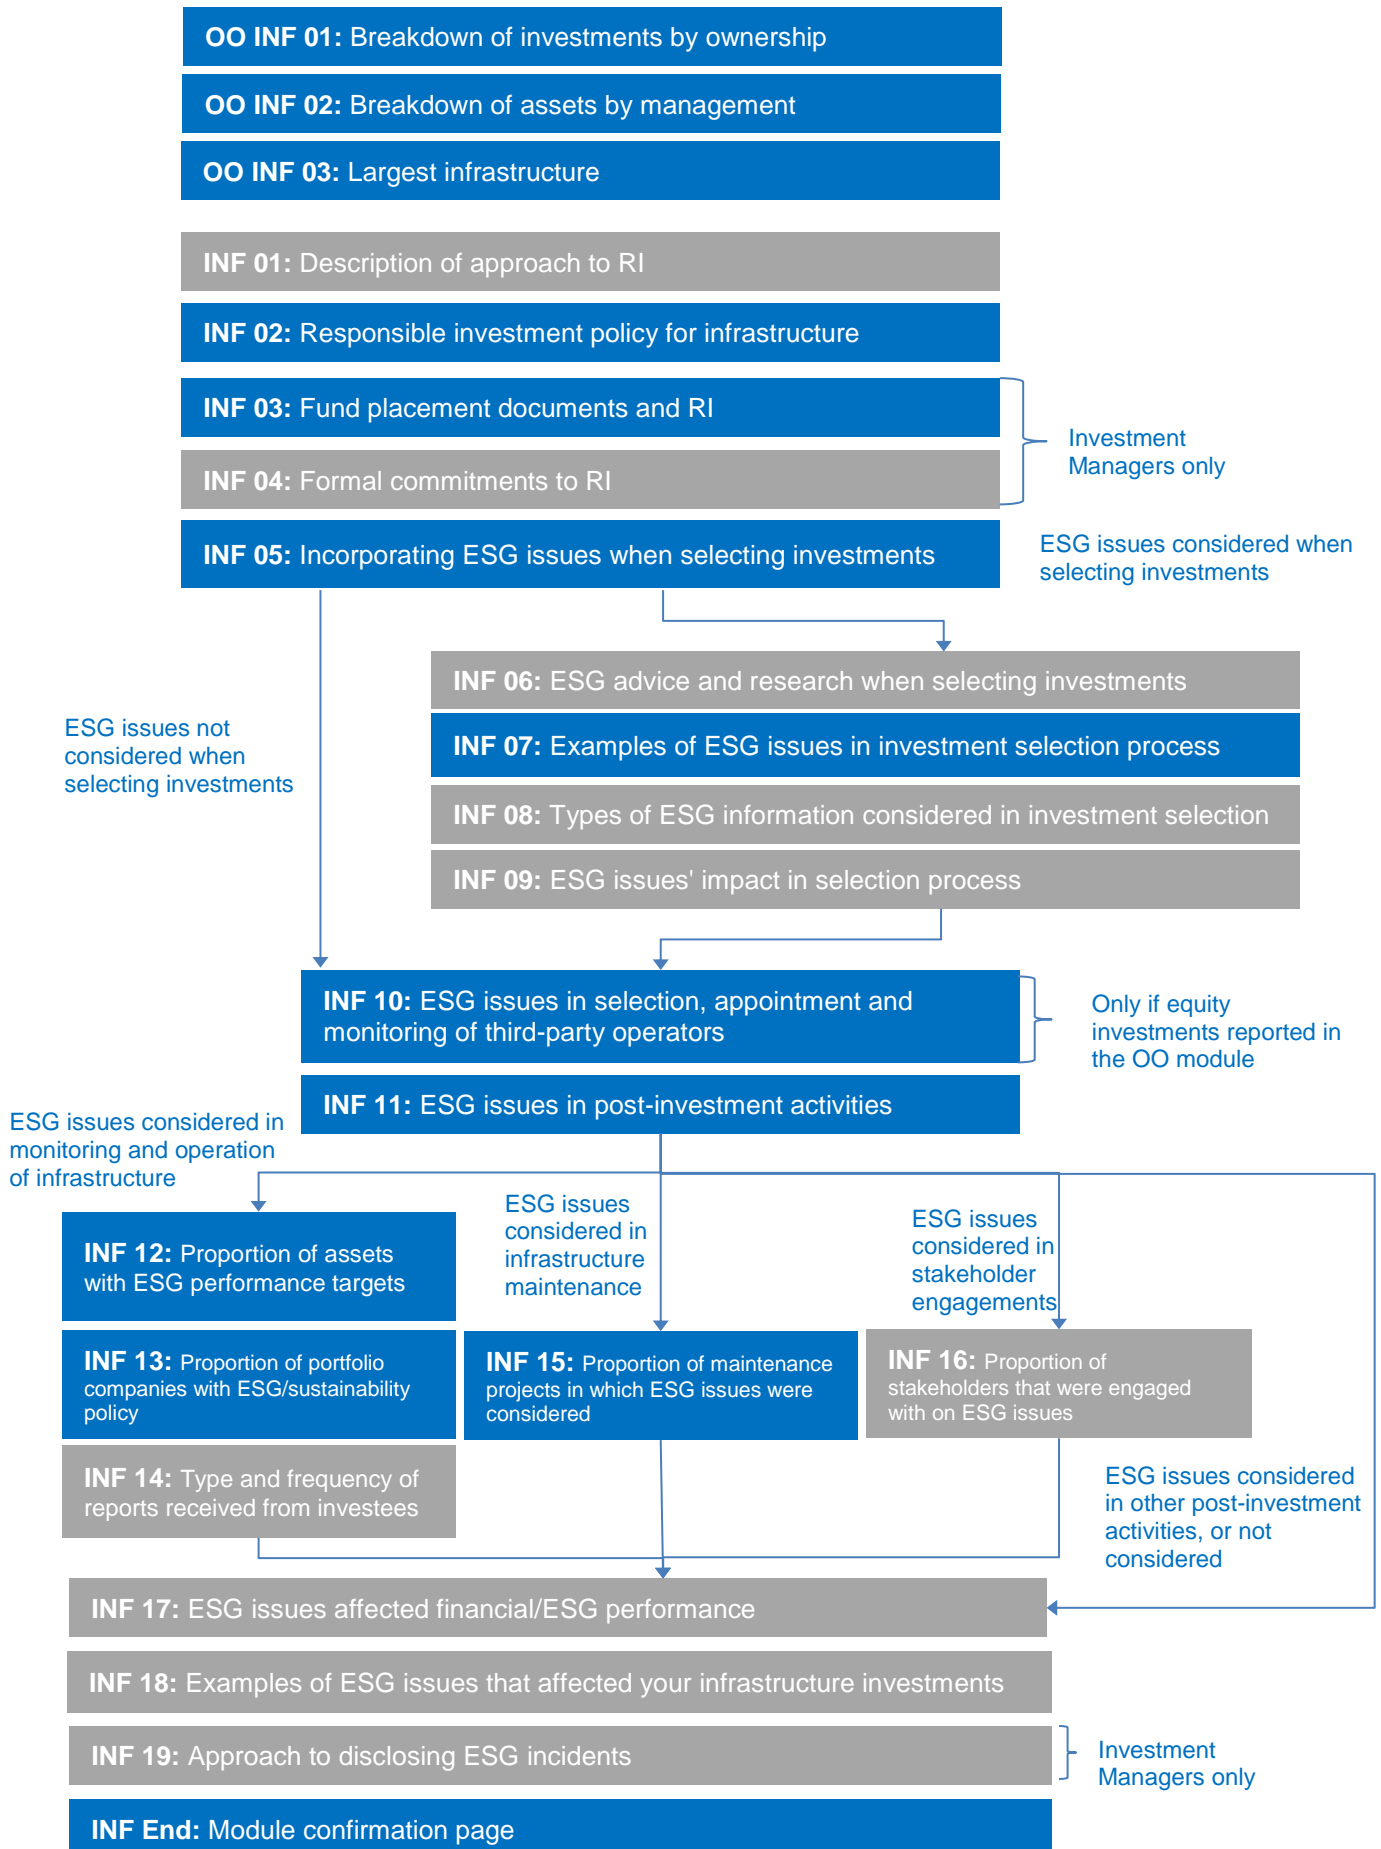 OO INF 01: Breakdown of investments by ownership
OO INF 02: Breakdown of assets by management
OO INF 03: Largest infrastructure
INF 01: Description of approach to RI
INF 02: Responsible investment policy for infrastructure
INF 03: Fund placement documents and RI
INF 04: Formal commitments to RI
Investment
Managers only
INF 05: Incorporating ESG issues when selecting investments
ESG issues considered when
selecting investments
INF 06: ESG advice and research when selecting investments
INF 07: Examples of ESG issues in investment selection process
INF 08: Types of ESG information considered in investment selection
INF 09: ESG issues' impact in selection process
ESG issues not
considered when
selecting investments
INF 10: ESG issues in selection, appointment and
monitoring of third-party operators
Only if equity
investments reported in
the OO module
INF 11: ESG issues in post-investment activities
ESG issues considered in
monitoring and operation
of infrastructure
ESG issues
considered in
infrastructure
maintenance
ESG issues
considered in
stakeholder
engagements
INF 12: Proportion of assets
with ESG performance targets
INF 13: Proportion of portfolio
companies with ESG/sustainability
policy
INF 14: Type and frequency of
reports received from investees
INF 15: Proportion of maintenance
projects in which ESG issues were
considered
INF 16: Proportion of
stakeholders that were engaged
with on ESG issues
ESG issues considered
in other post-investment
activities, or not
considered
INF 17: ESG issues affected financial/ESG performance
INF 18: Examples of ESG issues that affected your infrastructure investments
INF 19: Approach to disclosing ESG incidents
Investment
Managers only
INF End: Module confirmation page